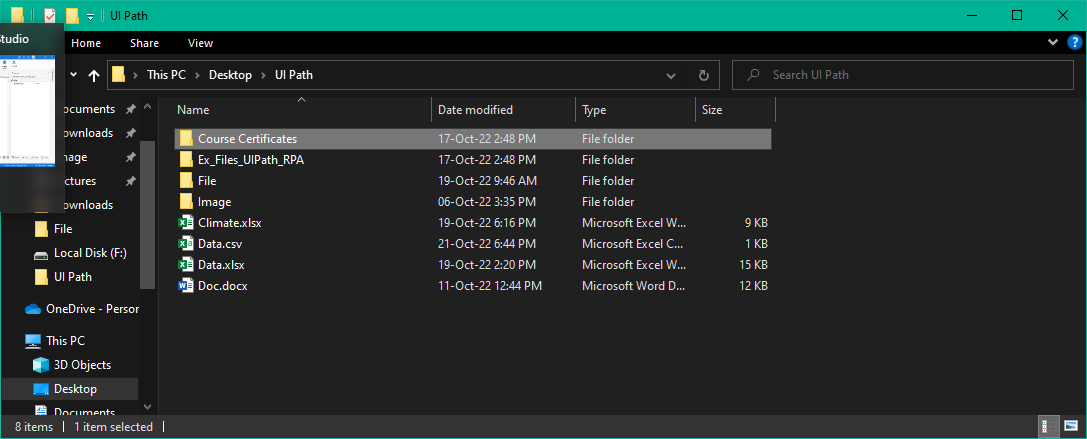 UI Path
Studio
Home Share View
This PC Desktop UI Path
Search UI Path
Name Date modified Type Size
Course Certificates 17-Oct-22 2:48 PM File folder
Ex_Files_UIPath_RPA 17-Oct-22 2:48 PM File folder
File 19-Oct-22 9:46 AM File folder
Image 06-Oct-22 3:35 PM File folder
Climate.xlsx 19-Oct-22 6:16 PM Microsoft Excel W... 9 KB
Data.csv 21-Oct-22 6:44 PM Microsoft Excel C... 1 KB
Data.xlsx 19-Oct-22 2:20 PM Microsoft Excel W... 15 KB
Doc.docx 11-Oct-22 12:44 PM Microsoft Word D... 12 KB
ocuments
ownloads
mage
ctures
ownloads
File
Local Disk (F:)
UI Path
OneDrive - Person
This PC
3D Objects
Desktop
Documents
8 items 1 item selected